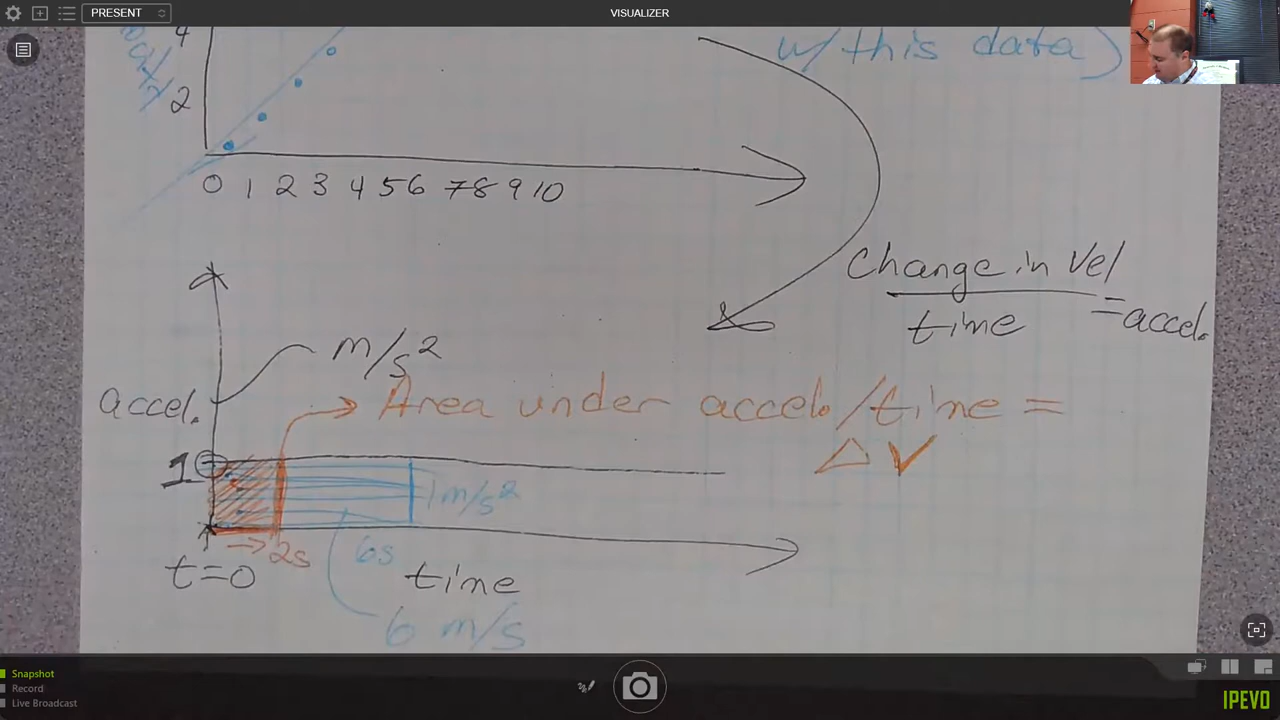 PRESENT
VISUALIZER
w/this data)
4
2
0 1 2 3 4 5 6 7 8 9 10
Change in Vel
time
=accel.
m/s²
accel.
Area under accel./time =
ΔV
1
1m/s²
→ 2s
6s
t=0
time
6 m/s
Snapshot
Record
Live Broadcast
IPEVO